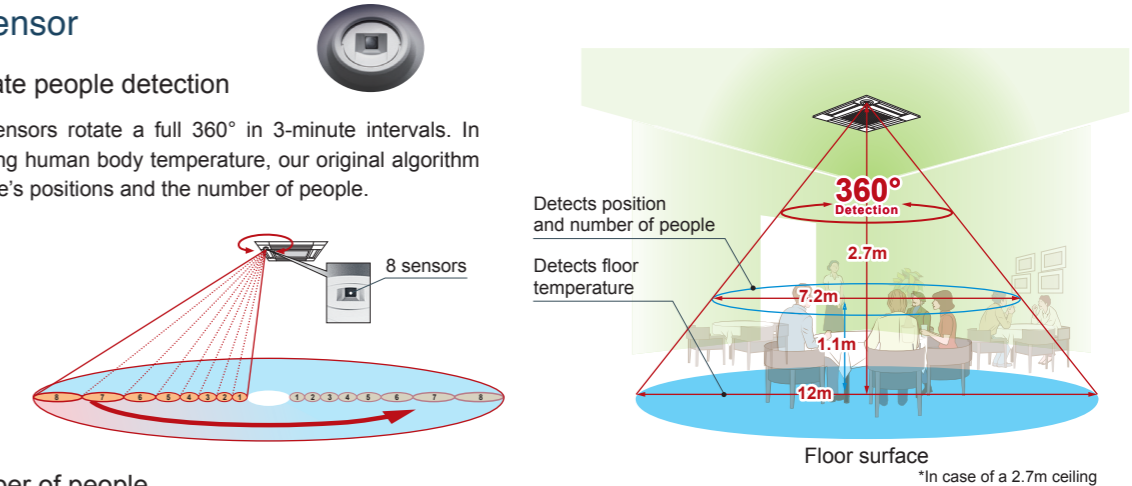 ensor
ate people detection
ensors rotate a full 360° in 3-minute intervals. In
ng human body temperature, our original algorithm
e's positions and the number of people.
8 sensors
8 7 6 5 4 3 2 1 1 2 3 4 5 6 7 8
360°
Detection
Detects position
and number of people
2.7m
Detects floor
temperature
7.2m
1.1m
12m
Floor surface
*In case of a 2.7m ceiling
ber of people